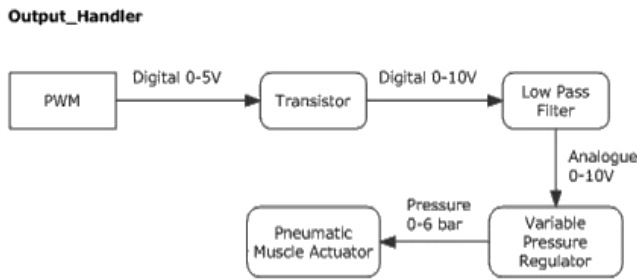 Output_Handler
PWM
Digital 0-5V
Transistor
Digital 0-10V
Low Pass
Filter
Analogue
0-10V
Variable
Pressure
Regulator
Pressure
0-6 bar
Pneumatic
Muscle Actuator